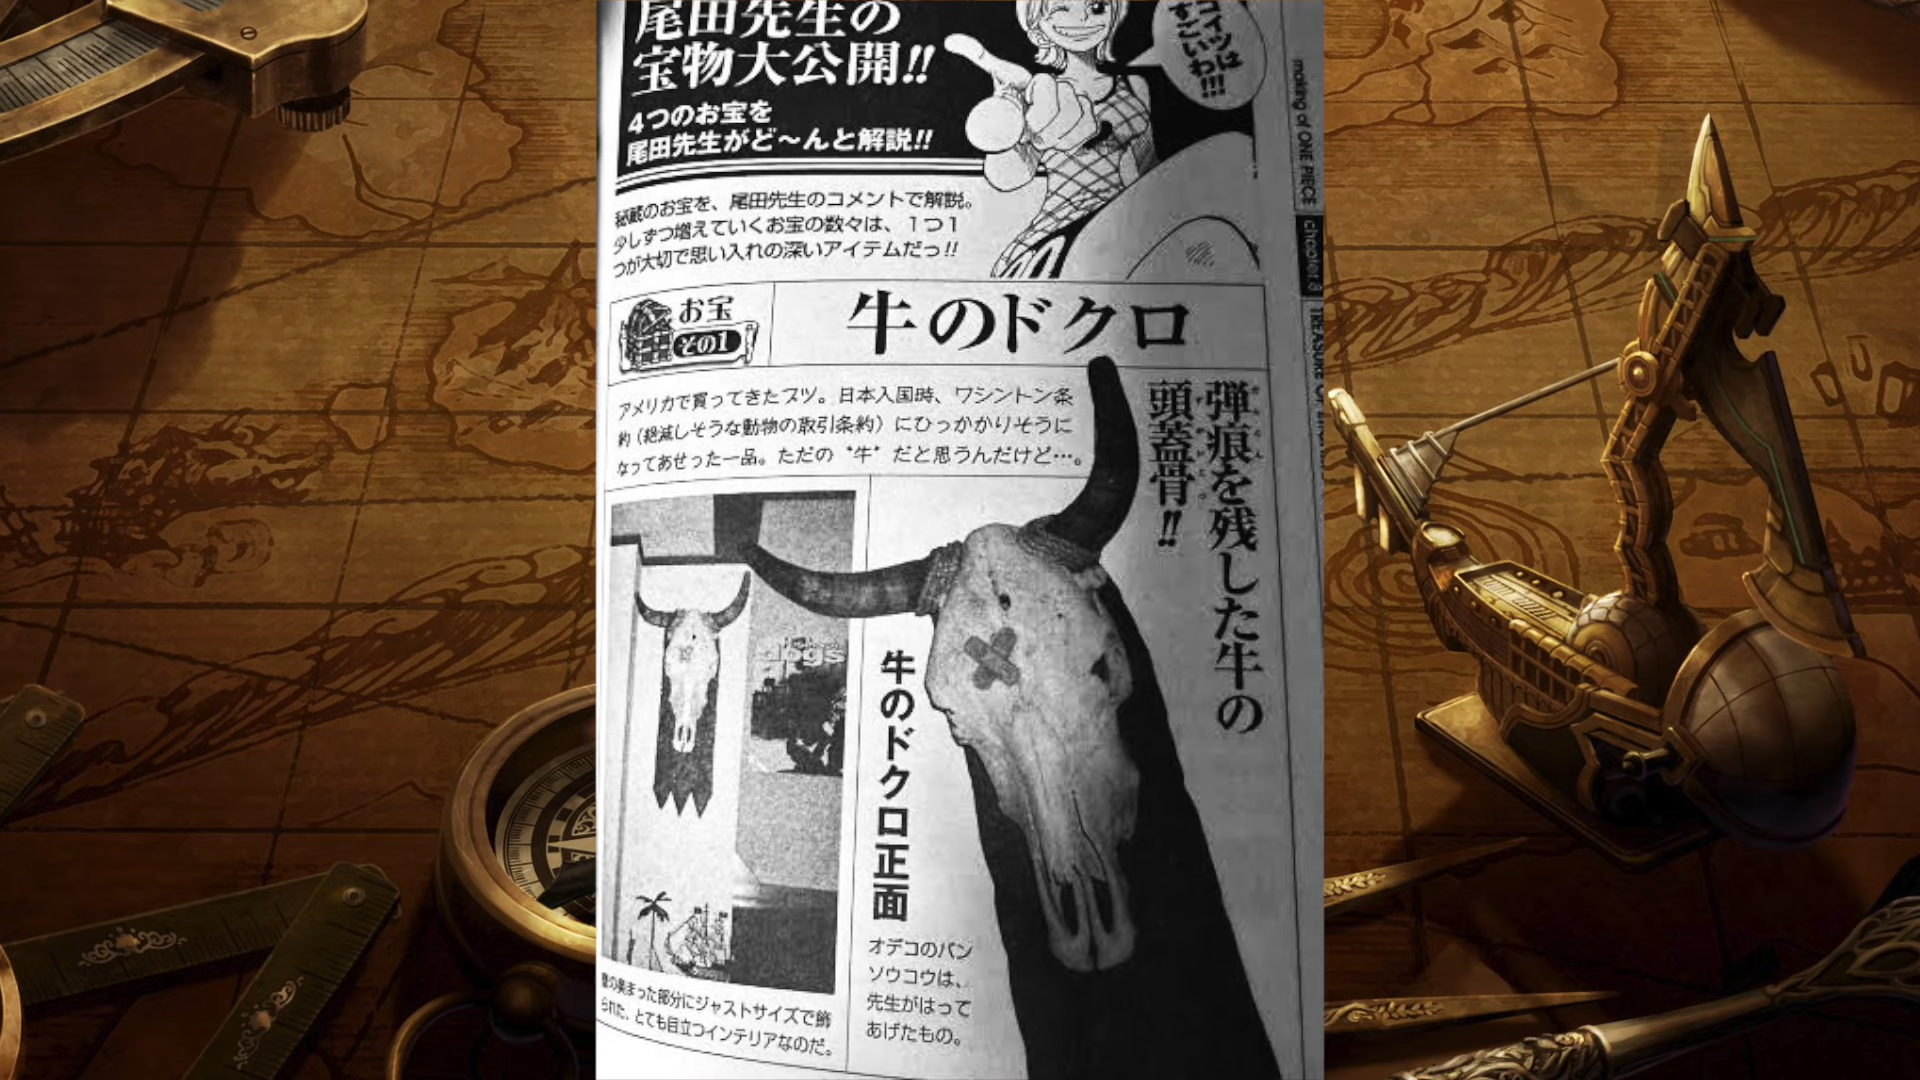 尾田先生の
宝物大公開!!
4つのお宝を
尾田先生がど〜んと解説!!
コイツは
すごいわ!!!
秘蔵のお宝を、尾田先生のコメントで解説。
少しずつ増えていくお宝の数々は、1つ1
つが大切で思い入れの深いアイテムだっ!!
making of ONE PIECE
chapter 3
お宝
その1
牛のドクロ
アメリカで買ってきたヌツ。日本入国時、ワシントン条
約（絶滅しそうな動物の取引条約）にひっかかりそうに
なってあせった一品。ただの“牛”だと思うんだけど…。
弾痕を残した牛の
頭蓋骨!!
dogs
牛のドクロ正面
オデコのバン
ソウコウは、
先生がはって
あげたもの。
の奥まった部分にジャストサイズで飾
られた、とても目立つインテリアなのだ。